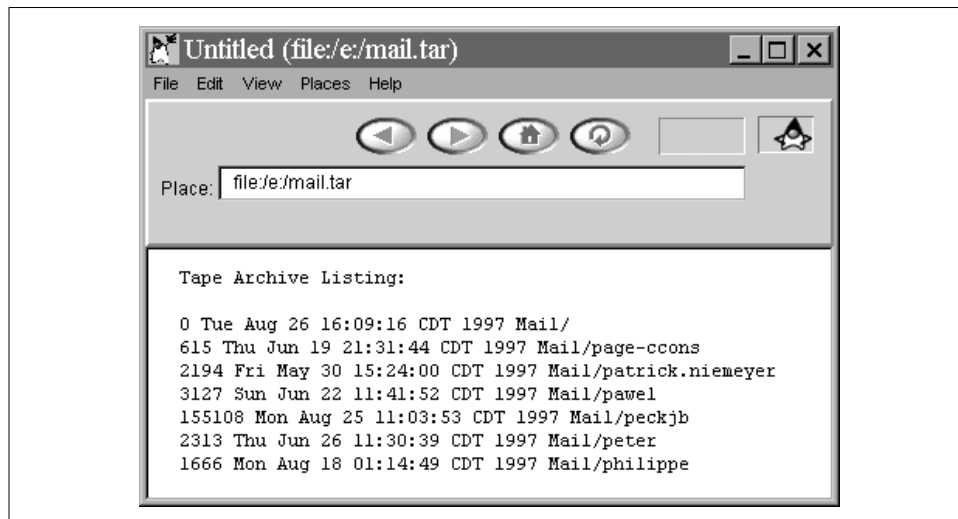 Untitled (file:/e:/mail.tar)
File Edit View Places Help
Place: file:/e:/mail.tar
Tape Archive Listing:
0 Tue Aug 26 16:09:16 CDT 1997 Mail/
615 Thu Jun 19 21:31:44 CDT 1997 Mail/page-ccons
2194 Fri May 30 15:24:00 CDT 1997 Mail/patrick.niemeyer
3127 Sun Jun 22 11:41:52 CDT 1997 Mail/pawel
155108 Mon Aug 25 11:03:53 CDT 1997 Mail/peckjb
2313 Thu Jun 26 11:30:39 CDT 1997 Mail/peter
1666 Mon Aug 18 01:14:49 CDT 1997 Mail/philippe